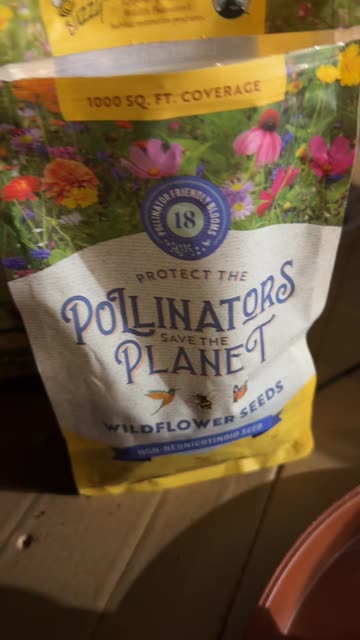 Buzzy
1000 SQ. FT. COVERAGE
POLLINATOR FRIENDLY BLOOMS
18
PROTECT THE
POLLINATORS
SAVE THE
PLANET
WILDFLOWER SEEDS
NON-NEONICOTINOID SEED